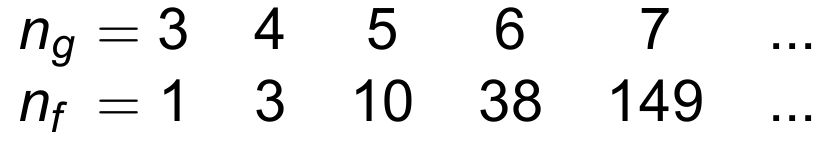 n_g = 3 4 5 6 7 ...
n_f = 1 3 10 38 149 ...